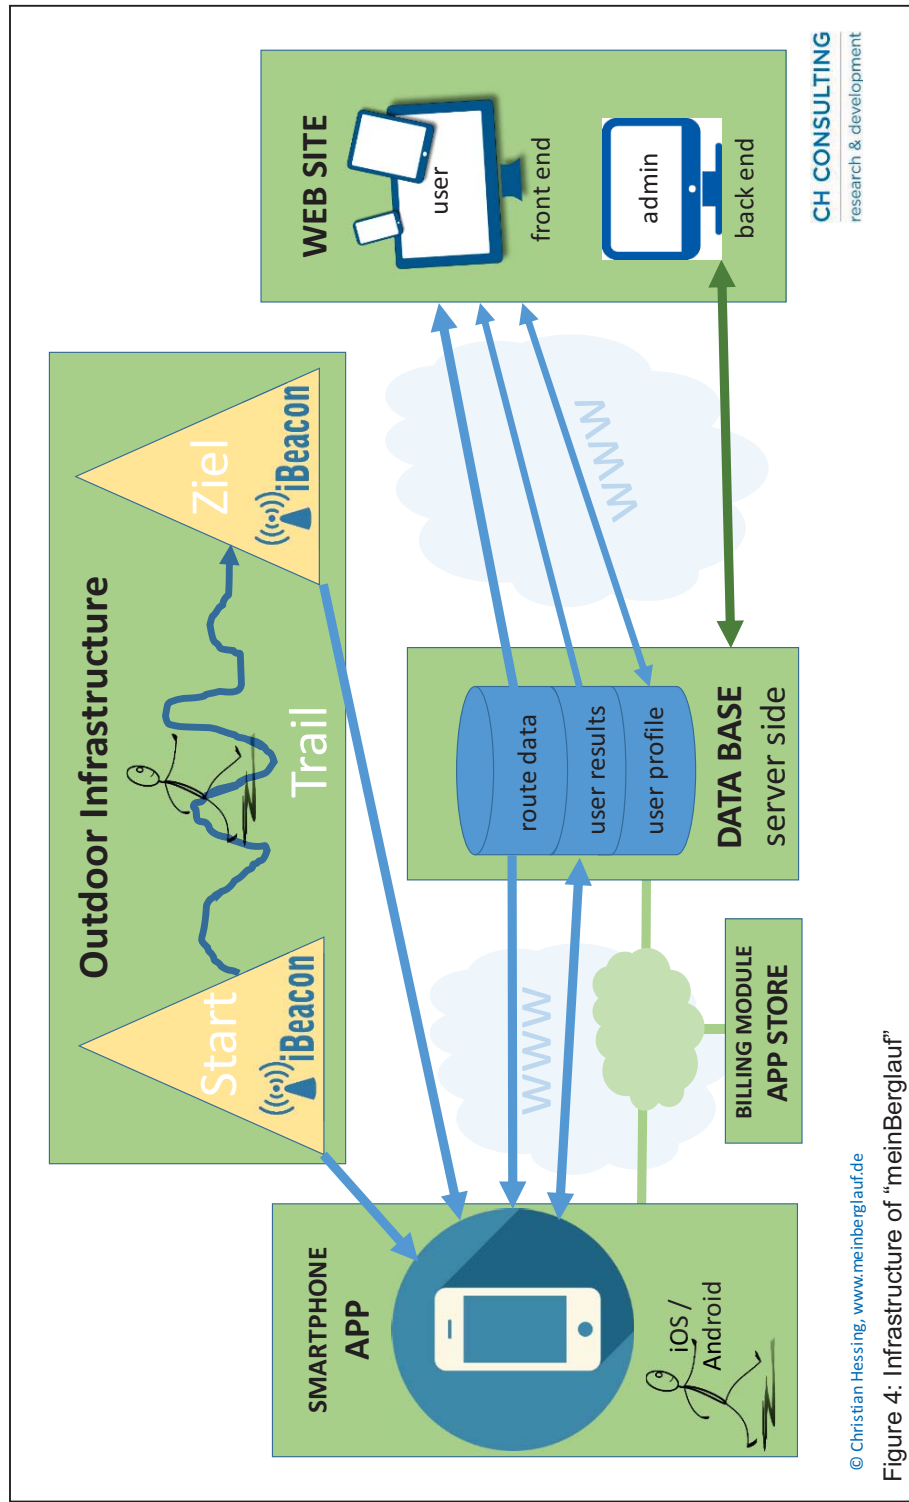 Outdoor Infrastructure
Start
iBeacon
Trail
Ziel
iBeacon
SMARTPHONE
APP
iOS /
Android
www
BILLING MODULE
APP STORE
route data
user results
user profile
DATA BASE
server side
www
WEB SITE
user
front end
admin
back end
© Christian Hessing, www.meinberglauf.de
CH CONSULTING
research & development
Figure 4: Infrastructure of “meinBerglauf”